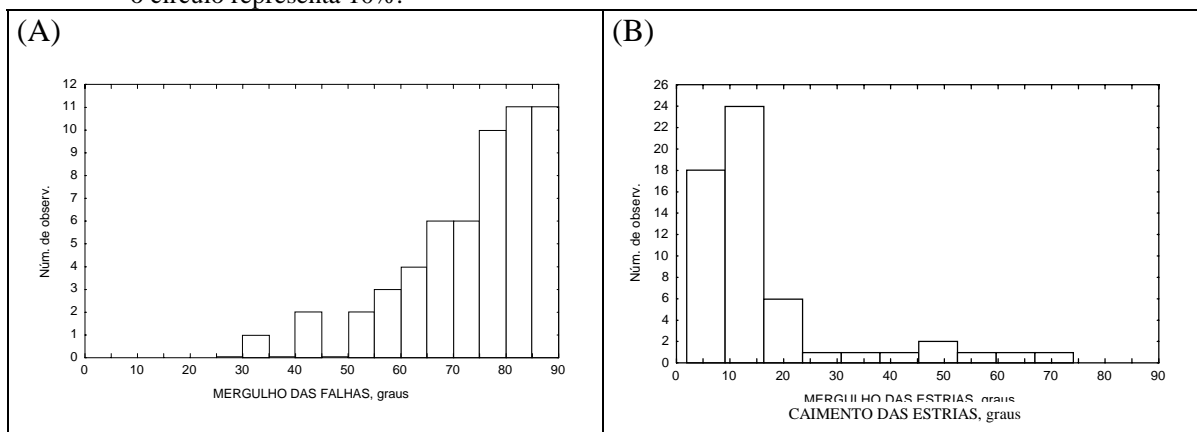 o círculo representa 10%.
(A)
12
11
10
9
8
7
6
5
4
3
2
1
0
Núm. de observ.
0 10 20 30 40 50 60 70 80 90
MERGULHO DAS FALHAS, graus
(B)
26
24
22
20
18
16
14
12
10
8
6
4
2
0
Núm. de observ.
0 10 20 30 40 50 60 70 80 90
MERGULHO DAS ESTRIAS, graus
CAIMENTO DAS ESTRIAS, graus